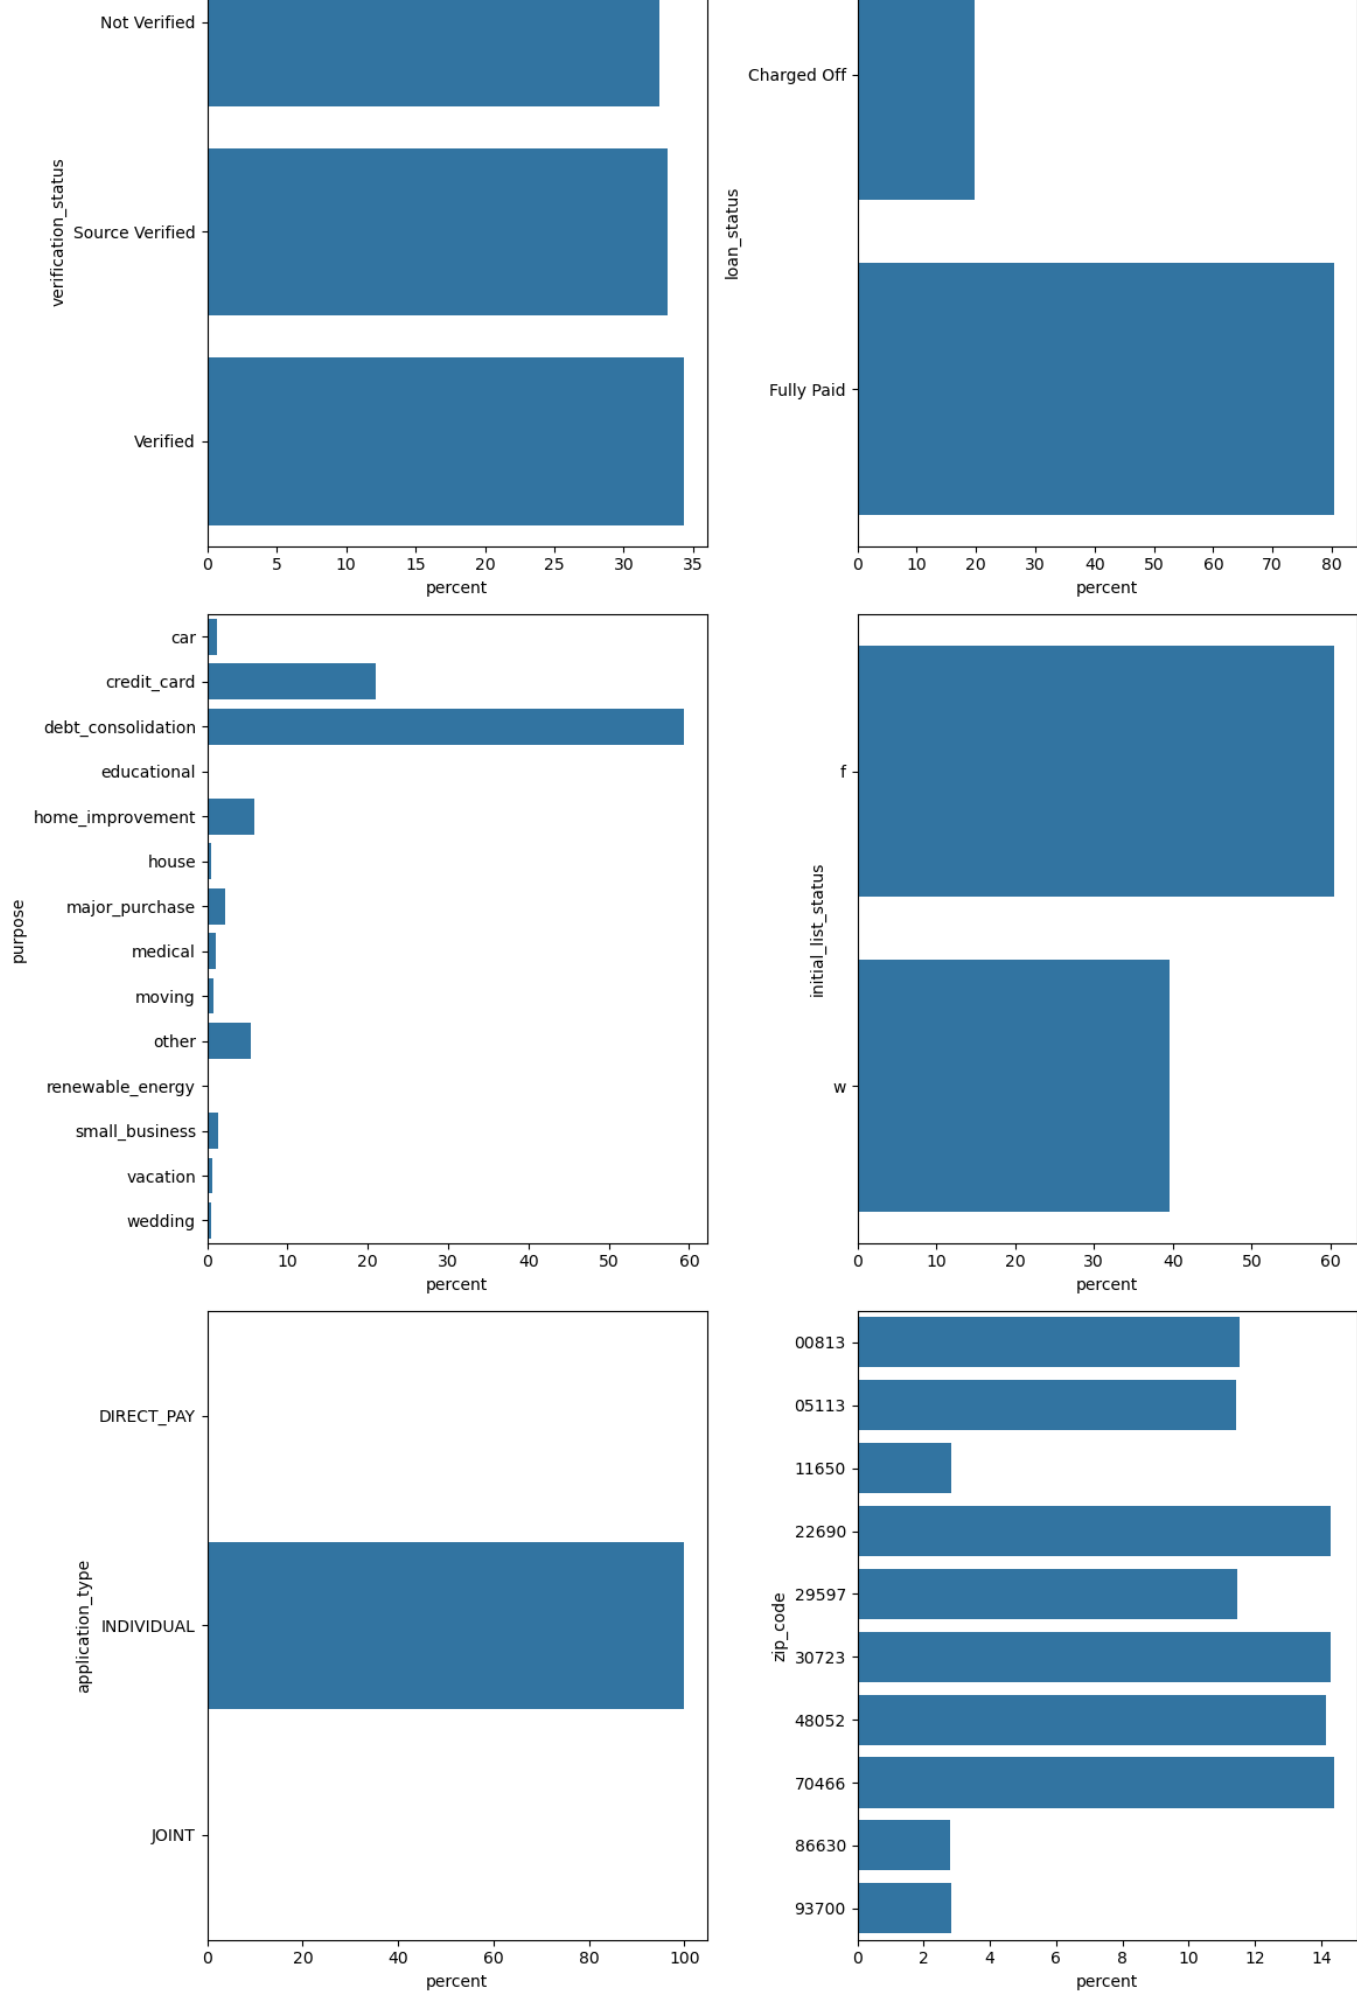 Not Verified
Source Verified
Verified
verification_status
0 5 10 15 20 25 30 35
percent
Charged Off
Fully Paid
loan_status
0 10 20 30 40 50 60 70 80
percent
car
credit_card
debt_consolidation
educational
home_improvement
house
major_purchase
medical
moving
other
renewable_energy
small_business
vacation
wedding
purpose
0 10 20 30 40 50 60
percent
f
w
initial_list_status
0 10 20 30 40 50 60
percent
DIRECT_PAY
INDIVIDUAL
JOINT
application_type
0 20 40 60 80 100
percent
00813
05113
11650
22690
29597
30723
48052
70466
86630
93700
zip_code
0 2 4 6 8 10 12 14
percent